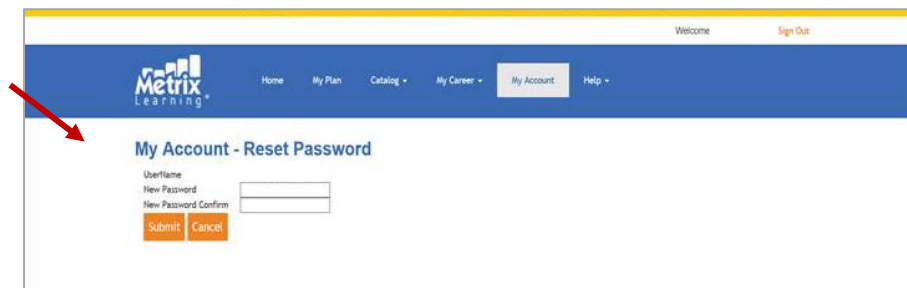 Welcome Sign Out
Metrix
Learning®
Home My Plan Catalog My Career My Account Help
My Account - Reset Password
UserName
New Password
New Password Confirm
Submit Cancel